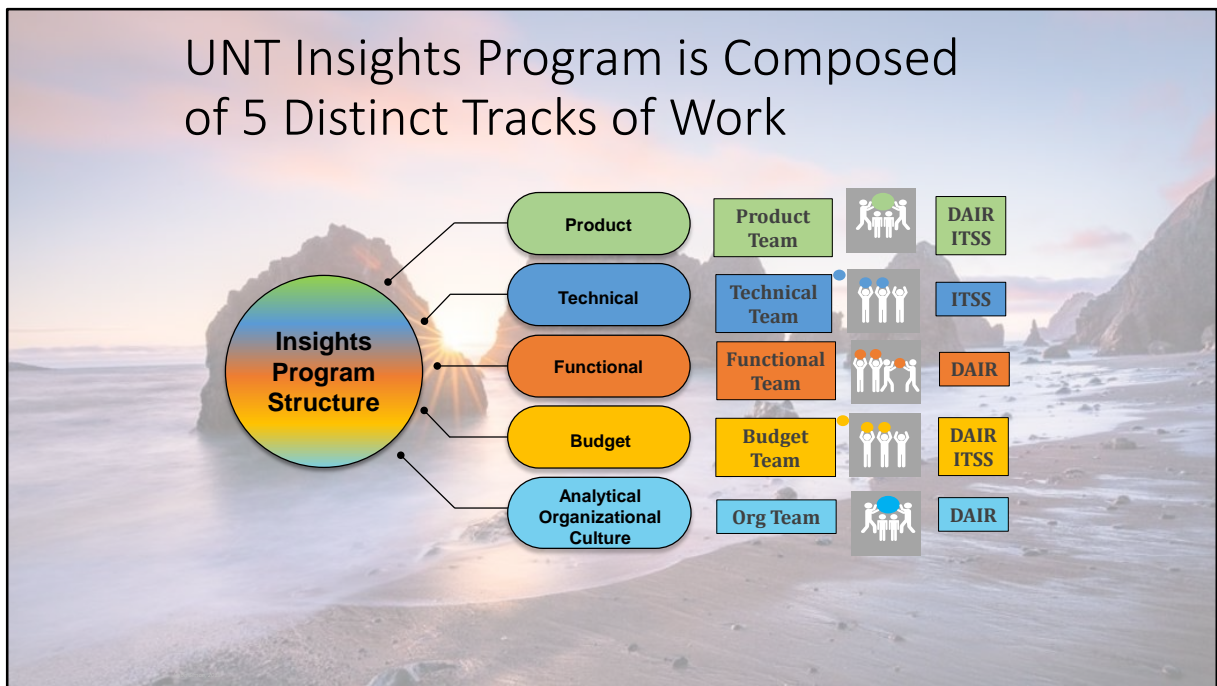 UNT Insights Program is Composed
of 5 Distinct Tracks of Work
Insights
Program
Structure
Product
Product
Team
DAIR
ITSS
Technical
Technical
Team
ITSS
Functional
Functional
Team
DAIR
Budget
Budget
Team
DAIR
ITSS
Analytical
Organizational
Culture
Org Team
DAIR